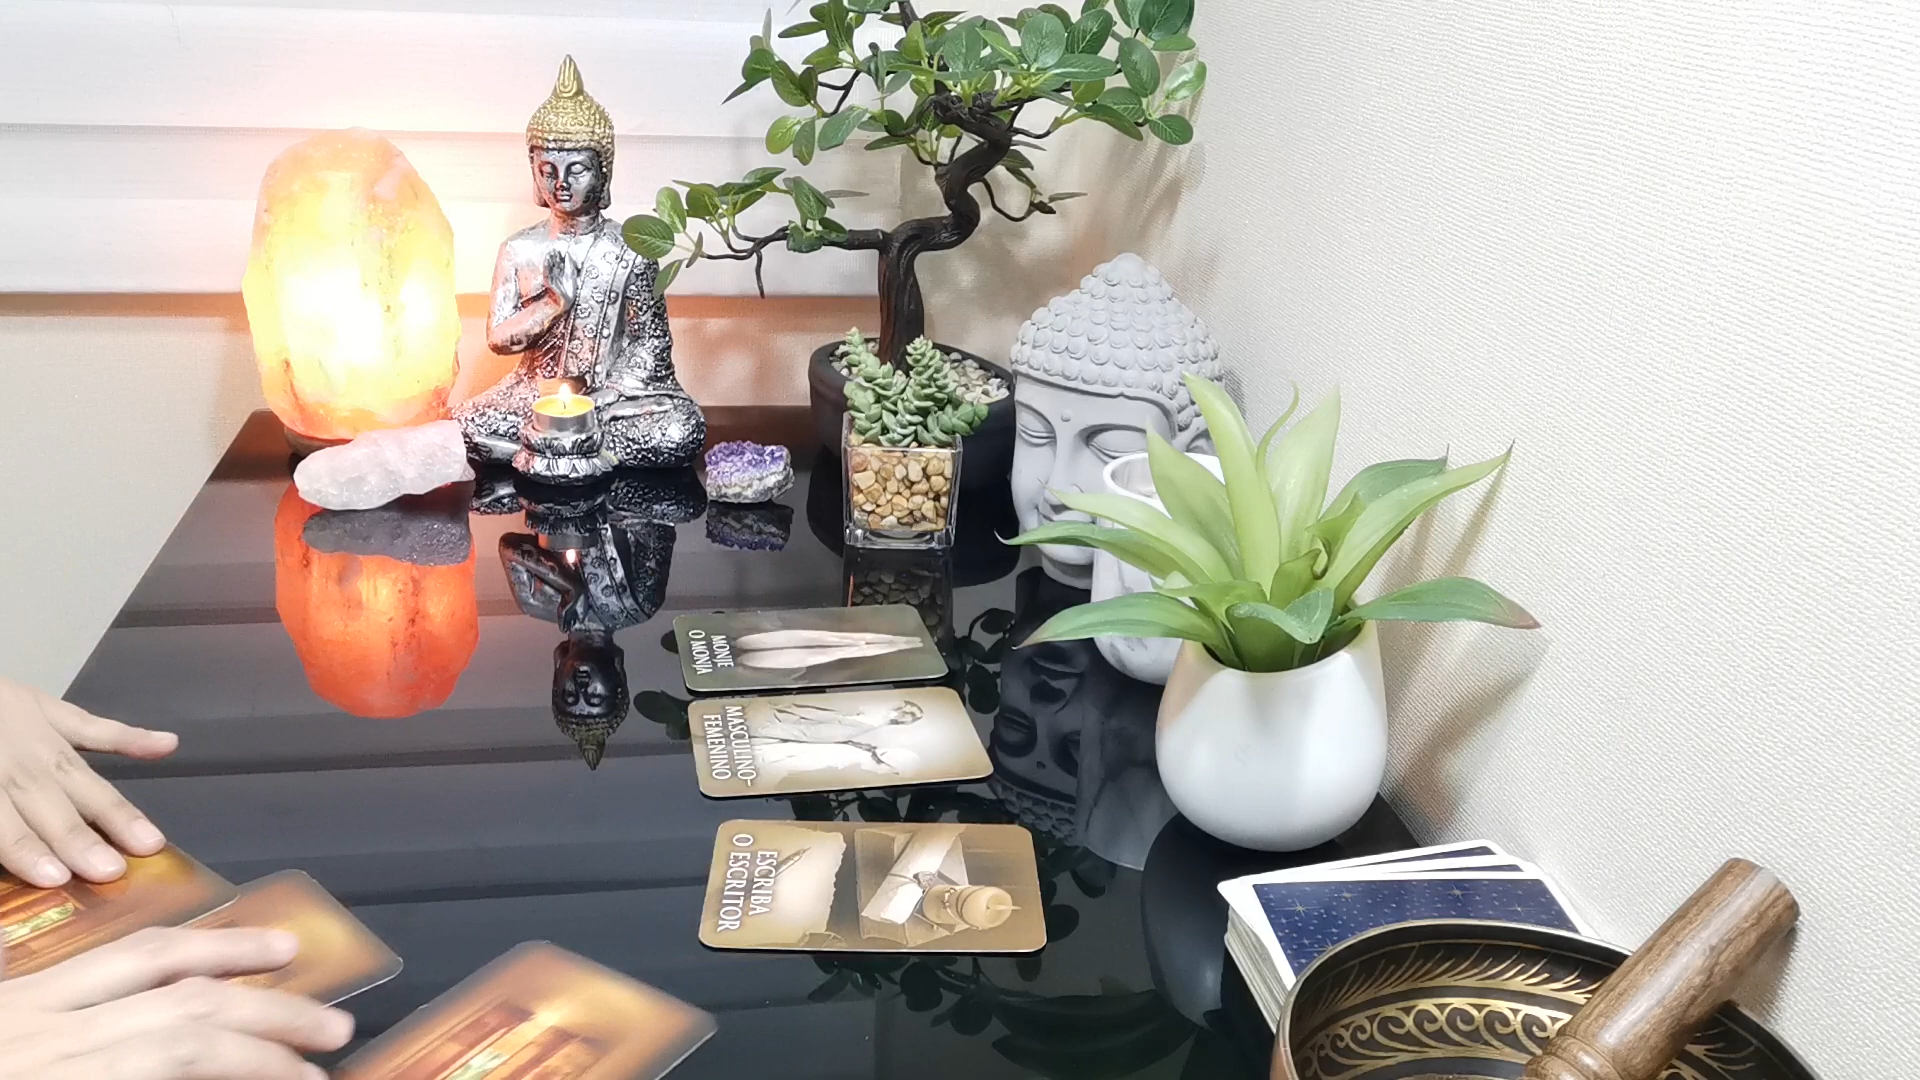 MONJE
O MONJA
MASCULINO-
FEMENINO
ESCRIBA
O ESCRITOR